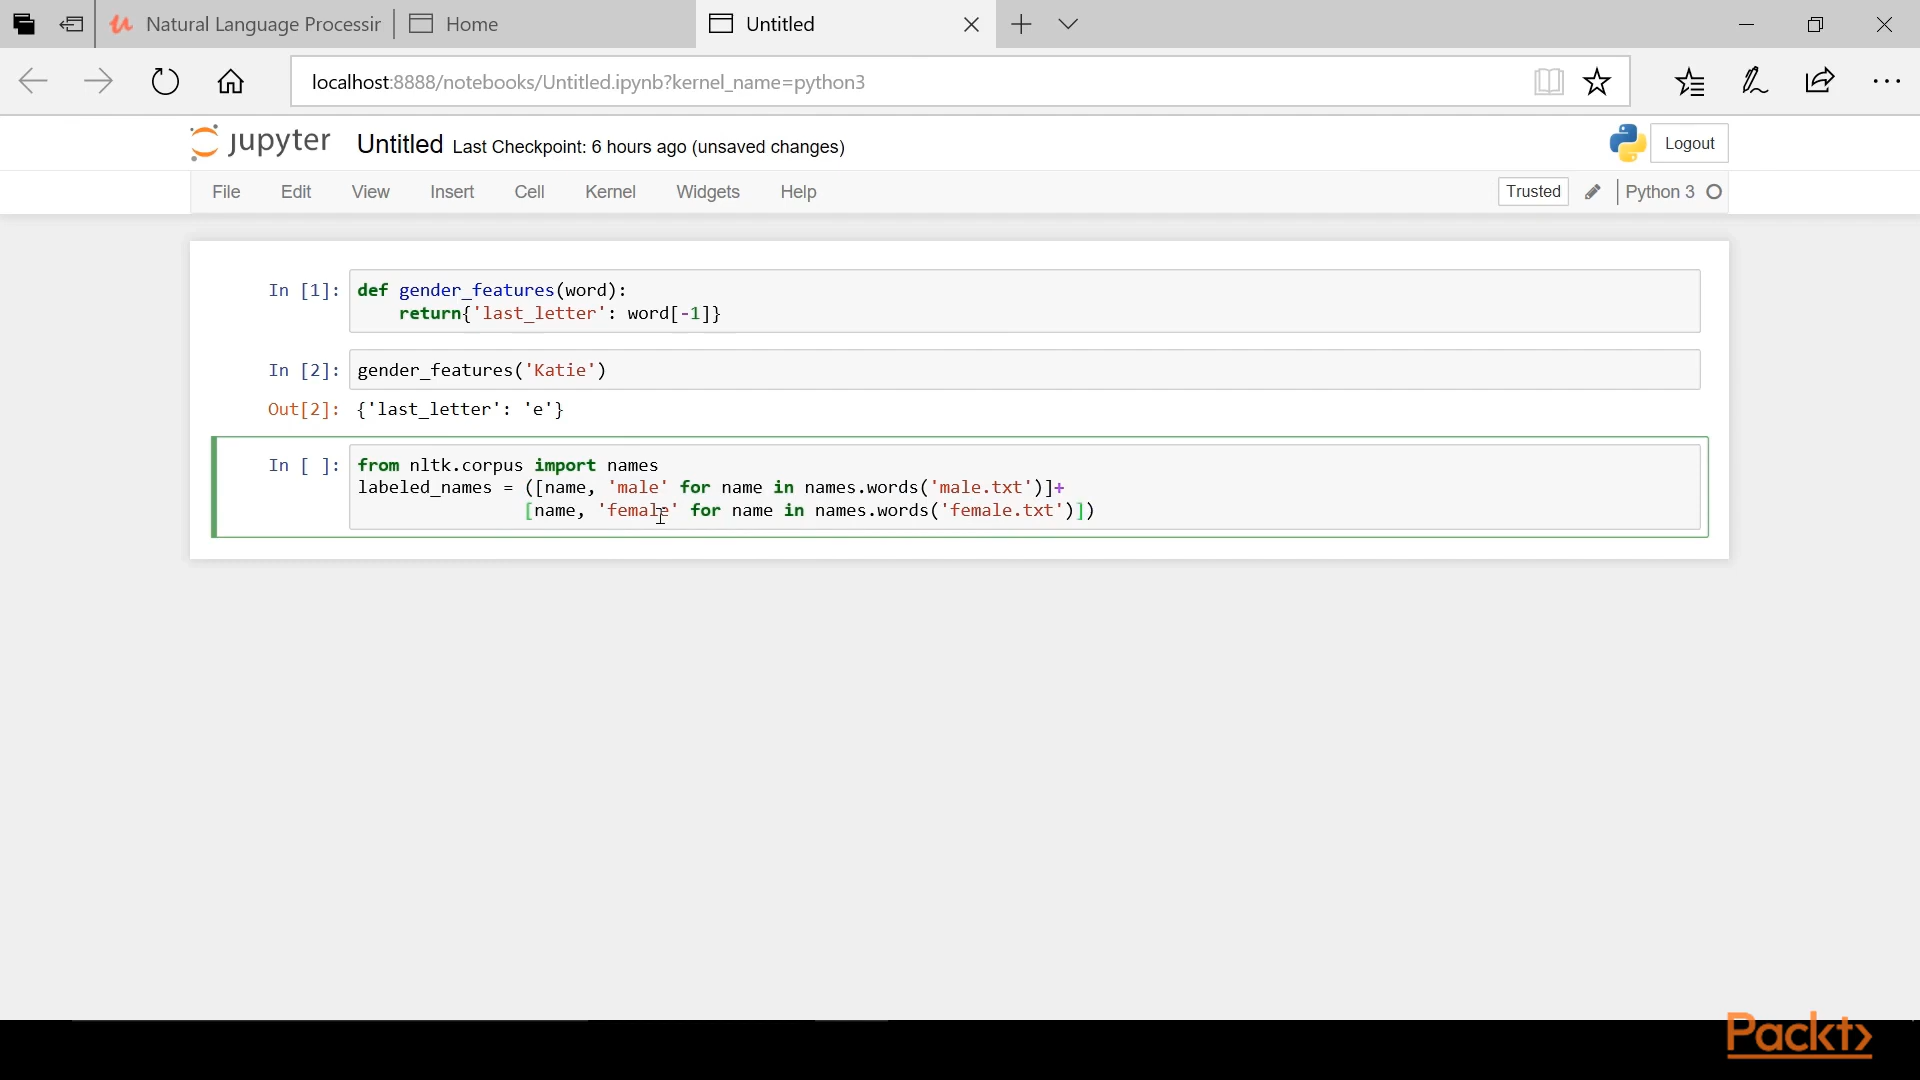 Natural Language Processir
Home
Untitled
localhost:8888/notebooks/Untitled.ipynb?kernel_name=python3
jupyter
Untitled
Last Checkpoint: 6 hours ago (unsaved changes)
Logout
File Edit View Insert Cell Kernel Widgets Help
Trusted
Python 3
In [1]: def gender_features(word):
return{'last_letter': word[-1]}
In [2]: gender_features('Katie')
Out[2]: {'last_letter': 'e'}
In [ ]: from nltk.corpus import names
labeled_names = ([name, 'male' for name in names.words('male.txt')]+
[name, 'female' for name in names.words('female.txt')])
Packt>